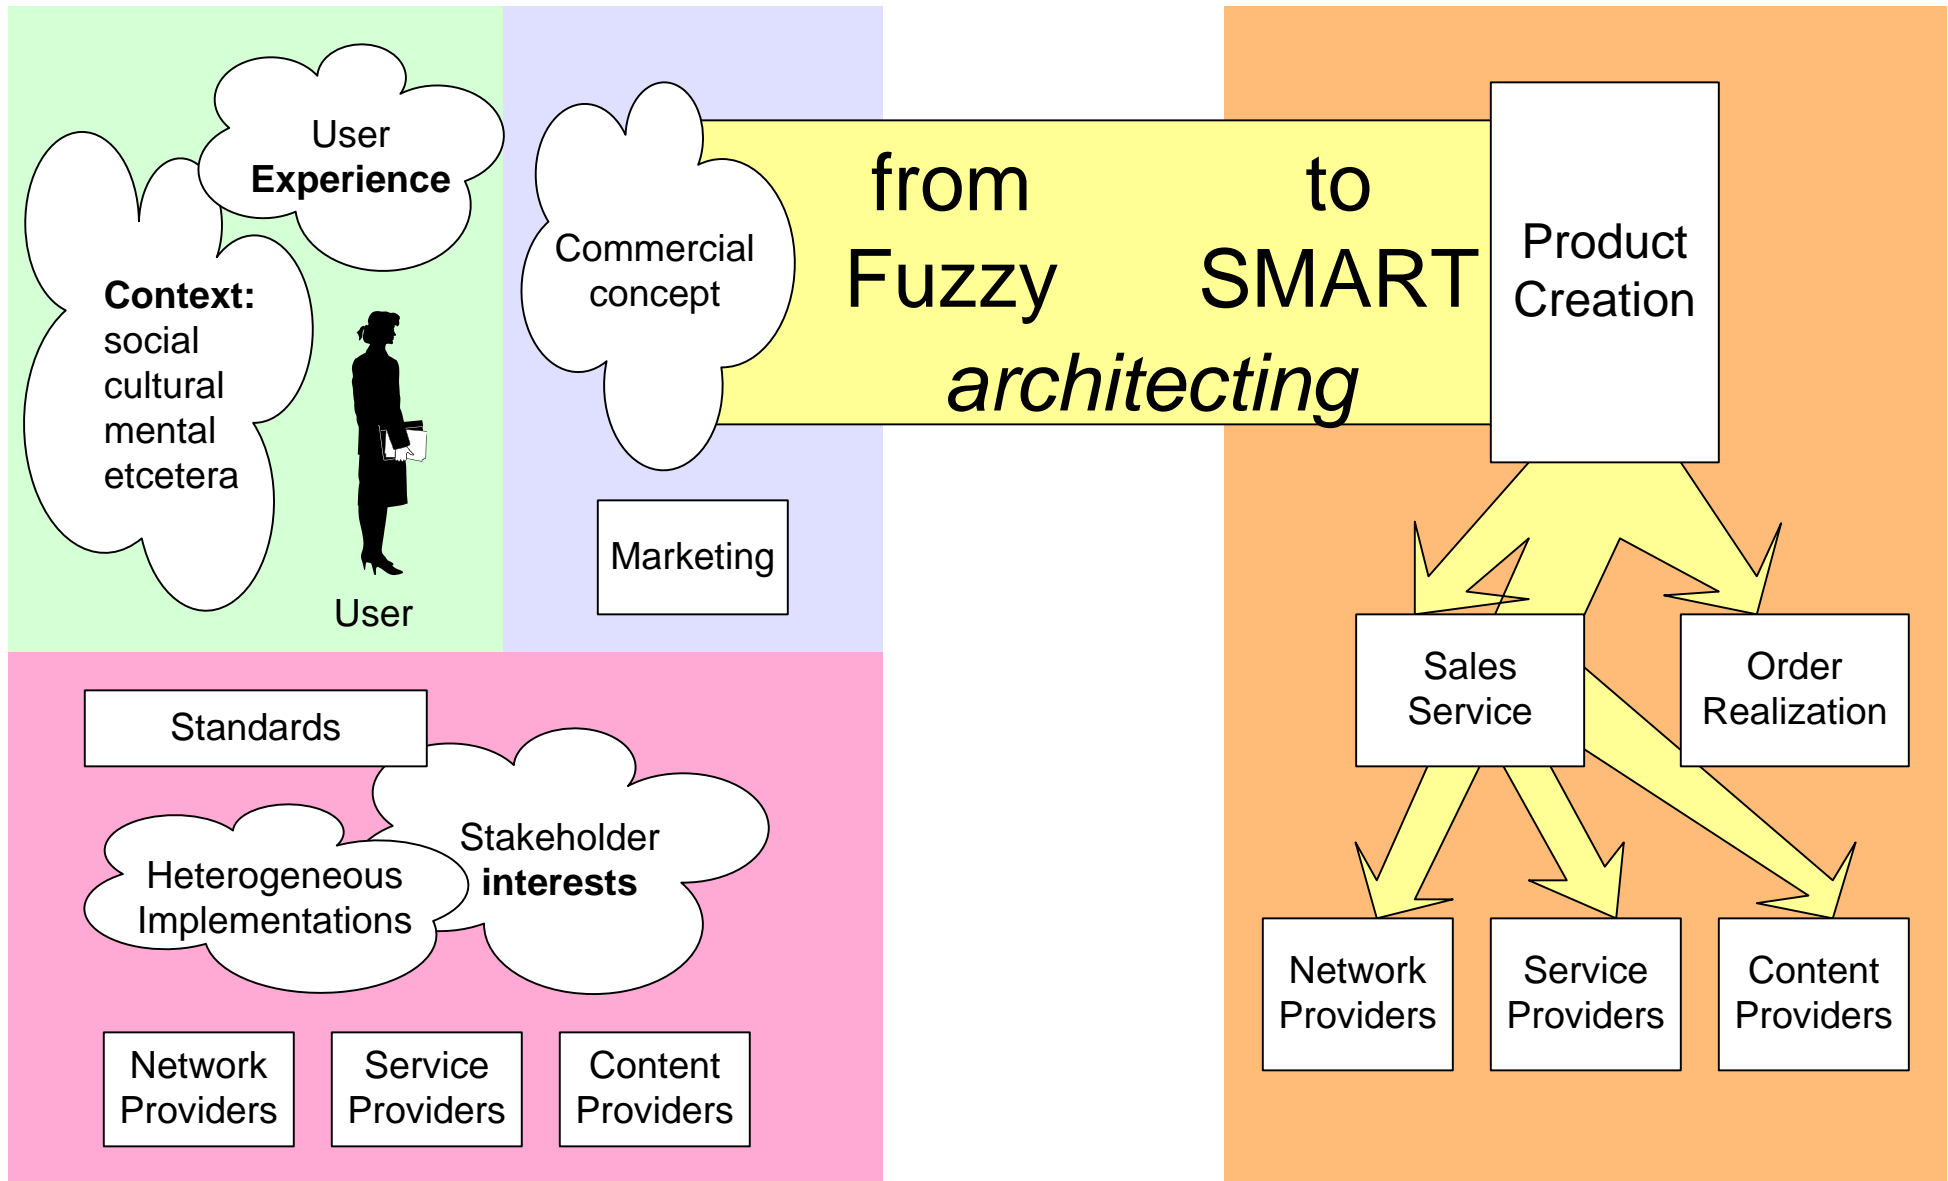 User
Experience
Context:
social
cultural
mental
etcetera
User
Commercial
concept
Marketing
from to
Fuzzy SMART
architecting
Product
Creation
Sales
Service
Order
Realization
Network
Providers
Service
Providers
Content
Providers
Standards
Stakeholder
interests
Heterogeneous
Implementations
Network
Providers
Service
Providers
Content
Providers